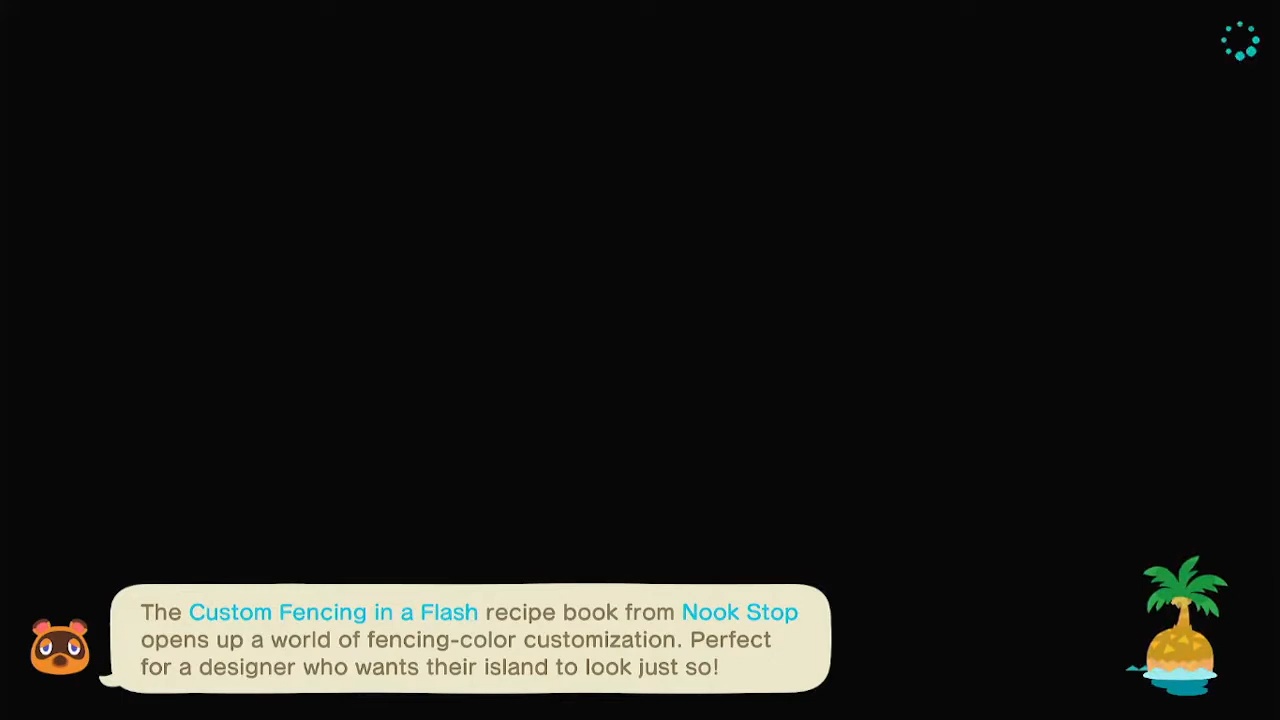 The Custom Fencing in a Flash recipe book from Nook Stop
opens up a world of fencing-color customization. Perfect
for a designer who wants their island to look just so!